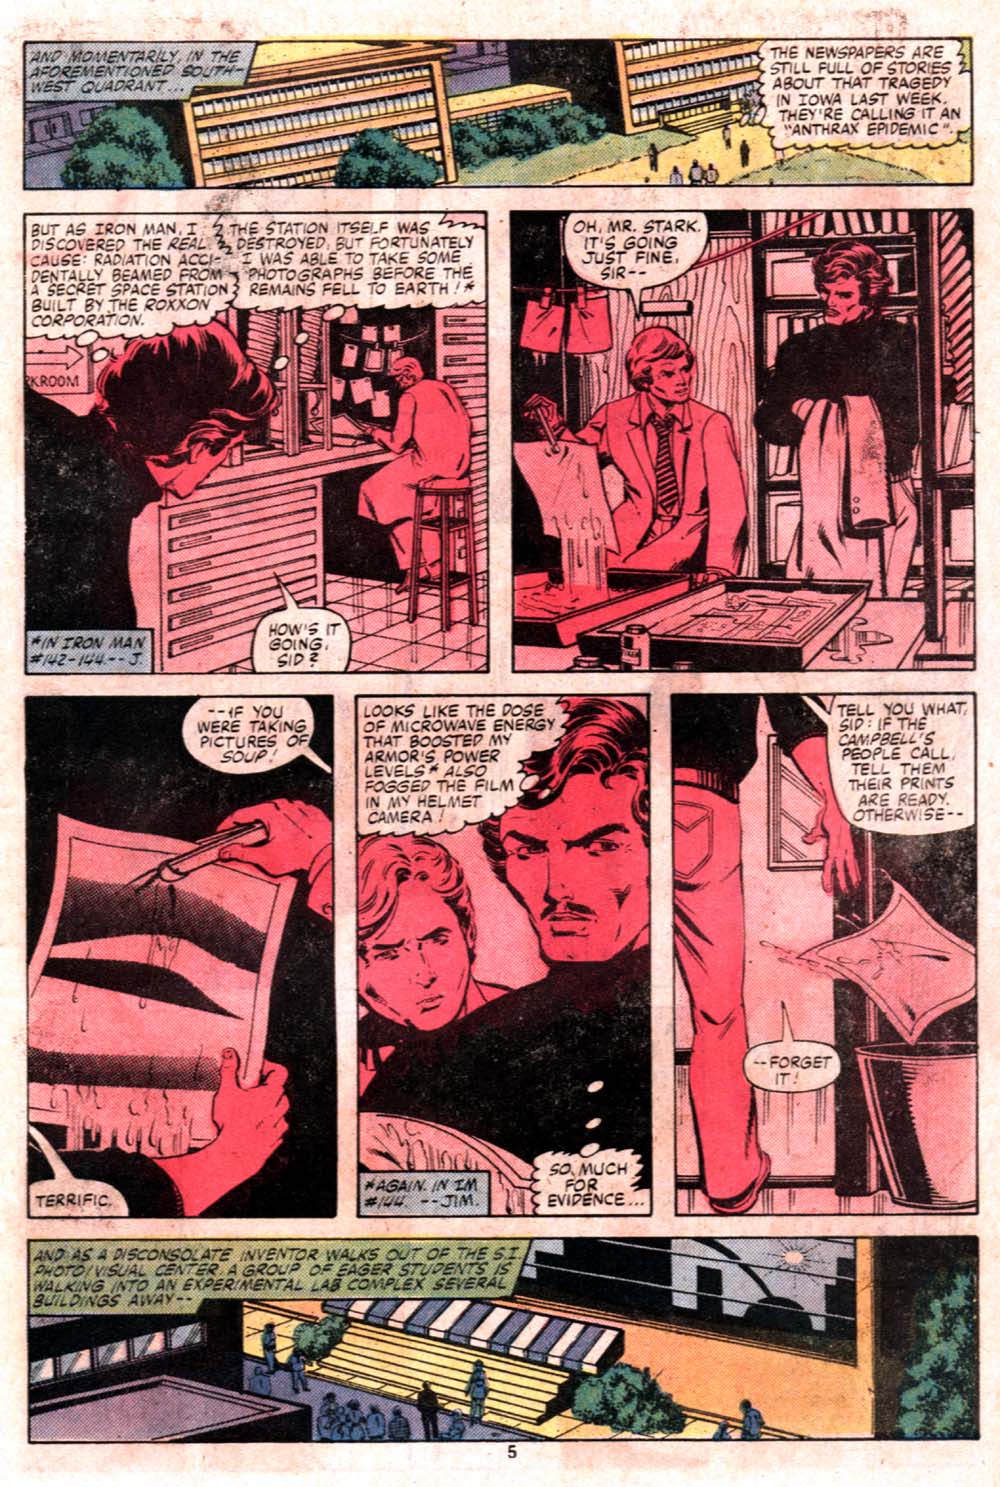 AND MOMENTARILY, IN THE
AFOREMENTIONED SOUTH-
WEST QUADRANT...
THE NEWSPAPERS ARE
STILL FULL OF STORIES
ABOUT THAT TRAGEDY
IN IOWA LAST WEEK.
THEY'RE CALLING IT AN
"ANTHRAX EPIDEMIC".
BUT AS IRON MAN, I
DISCOVERED THE REAL
CAUSE: RADIATION ACCI-
DENTALLY BEAMED FROM
A SECRET SPACE STATION
BUILT BY THE ROXXON
CORPORATION.
THE STATION ITSELF WAS
DESTROYED, BUT FORTUNATELY
I WAS ABLE TO TAKE SOME
PHOTOGRAPHS BEFORE THE
REMAINS FELL TO EARTH!*
KROOM
HOW'S IT
GOING,
SID?
*IN IRON MAN
#142-144.--J.
OH, MR. STARK.
IT'S GOING
JUST FINE,
SIR--
--IF YOU
WERE TAKING
PICTURES OF
SOUP!
TERRIFIC.
LOOKS LIKE THE DOSE
OF MICROWAVE ENERGY
THAT BOOSTED MY
ARMOR'S POWER
LEVELS* ALSO
FOGGED THE FILM
IN MY HELMET
CAMERA!
*AGAIN, IN IM
#144. --JIM.
SO MUCH
FOR
EVIDENCE...
TELL YOU WHAT,
SID: IF THE
CAMPBELL'S
PEOPLE CALL,
TELL THEM
THEIR PRINTS
ARE READY.
OTHERWISE--
--FORGET
IT!
AND AS A DISCONSOLATE INVENTOR WALKS OUT OF THE S.I.
PHOTO/VISUAL CENTER, A GROUP OF EAGER STUDENTS IS
WALKING INTO AN EXPERIMENTAL LAB COMPLEX SEVERAL
BUILDINGS AWAY--
5